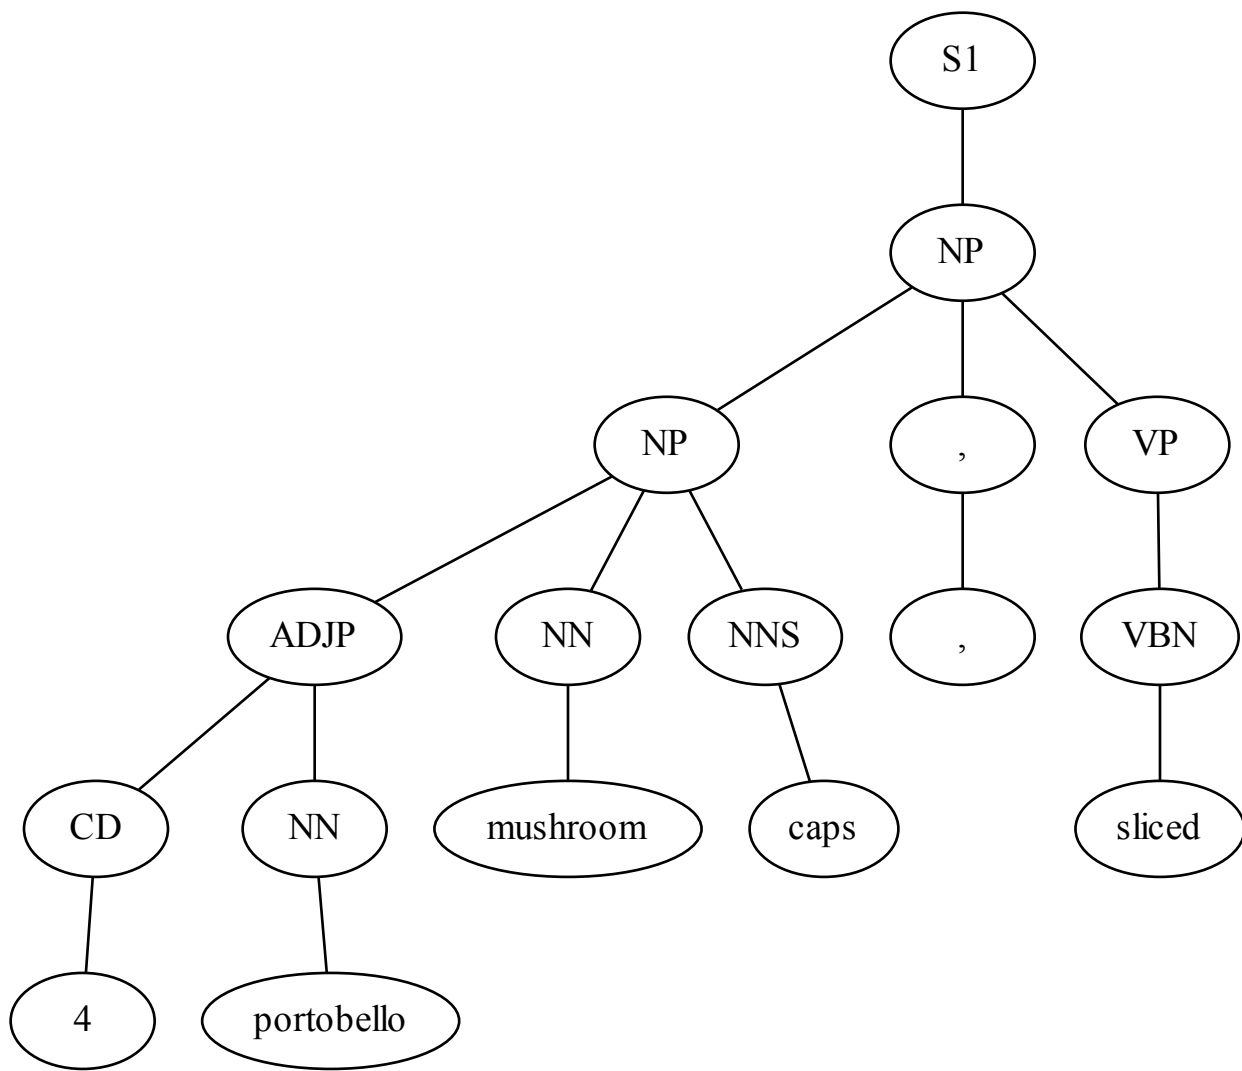 S1
NP
NP , VP
ADJP NN NNS , VBN
CD NN mushroom caps sliced
4 portobello